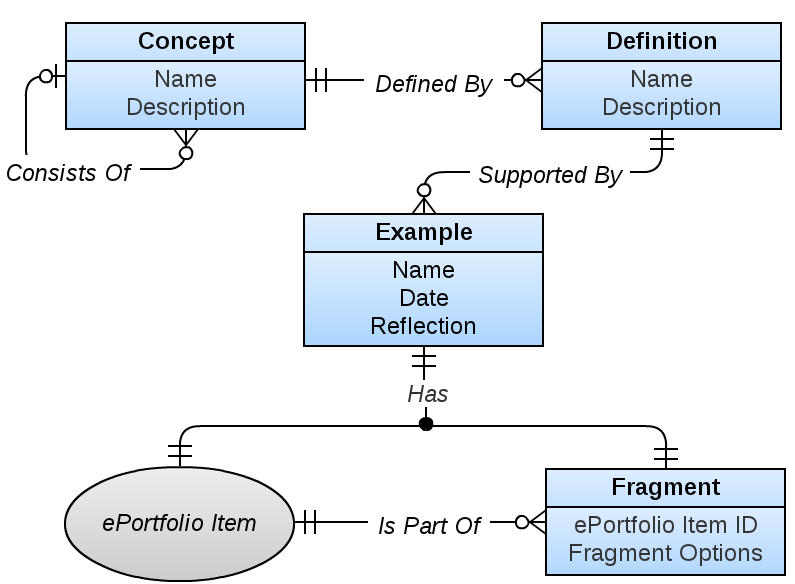 Concept
Name
Description
Defined By
Definition
Name
Description
Consists Of
Supported By
Example
Name
Date
Reflection
Has
ePortfolio Item
Is Part Of
Fragment
ePortfolio Item ID
Fragment Options